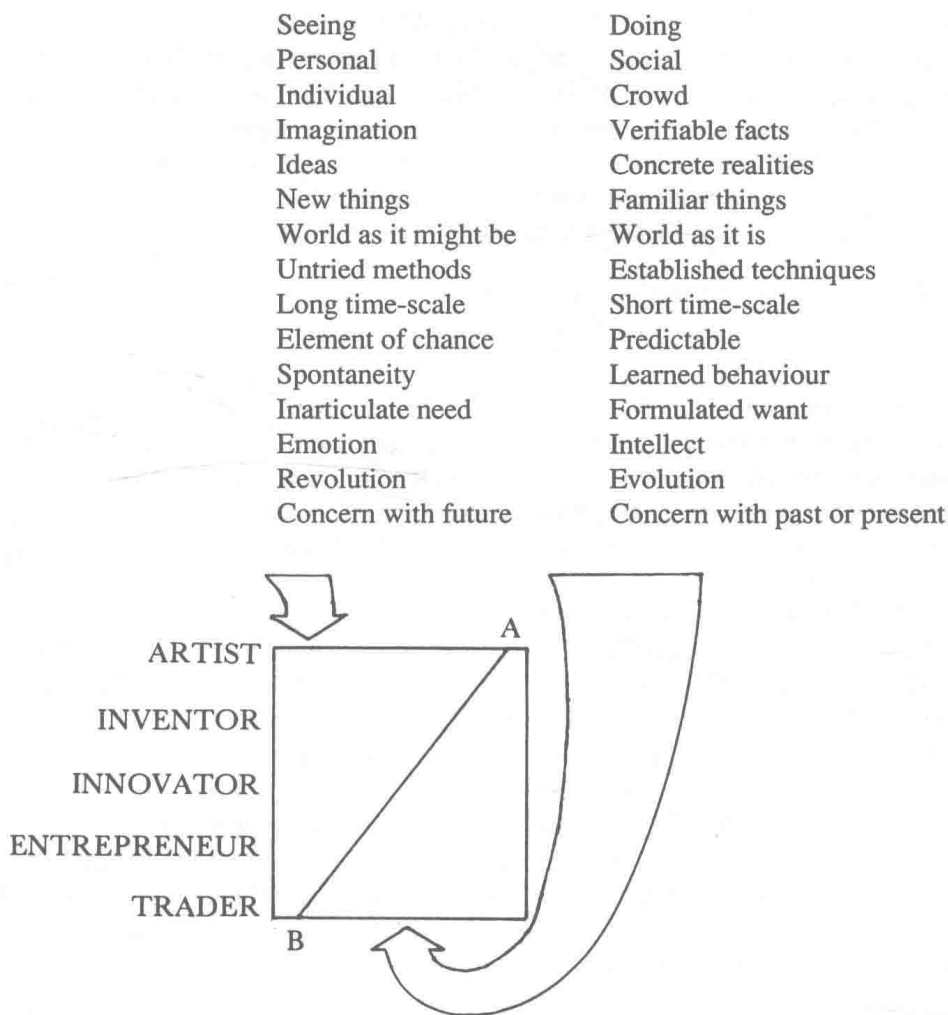 Seeing Doing
Personal Social
Individual Crowd
Imagination Verifiable facts
Ideas Concrete realities
New things Familiar things
World as it might be World as it is
Untried methods Established techniques
Long time-scale Short time-scale
Element of chance Predictable
Spontaneity Learned behaviour
Inarticulate need Formulated want
Emotion Intellect
Revolution Evolution
Concern with future Concern with past or present
A
ARTIST
INVENTOR
INNOVATOR
ENTREPRENEUR
TRADER
B